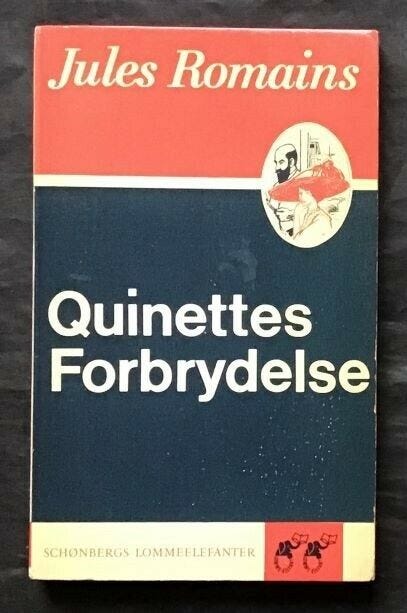 Jules Romains
Quinettes
Forbrydelse
SCHØNBERGS LOMMEELEFANTER